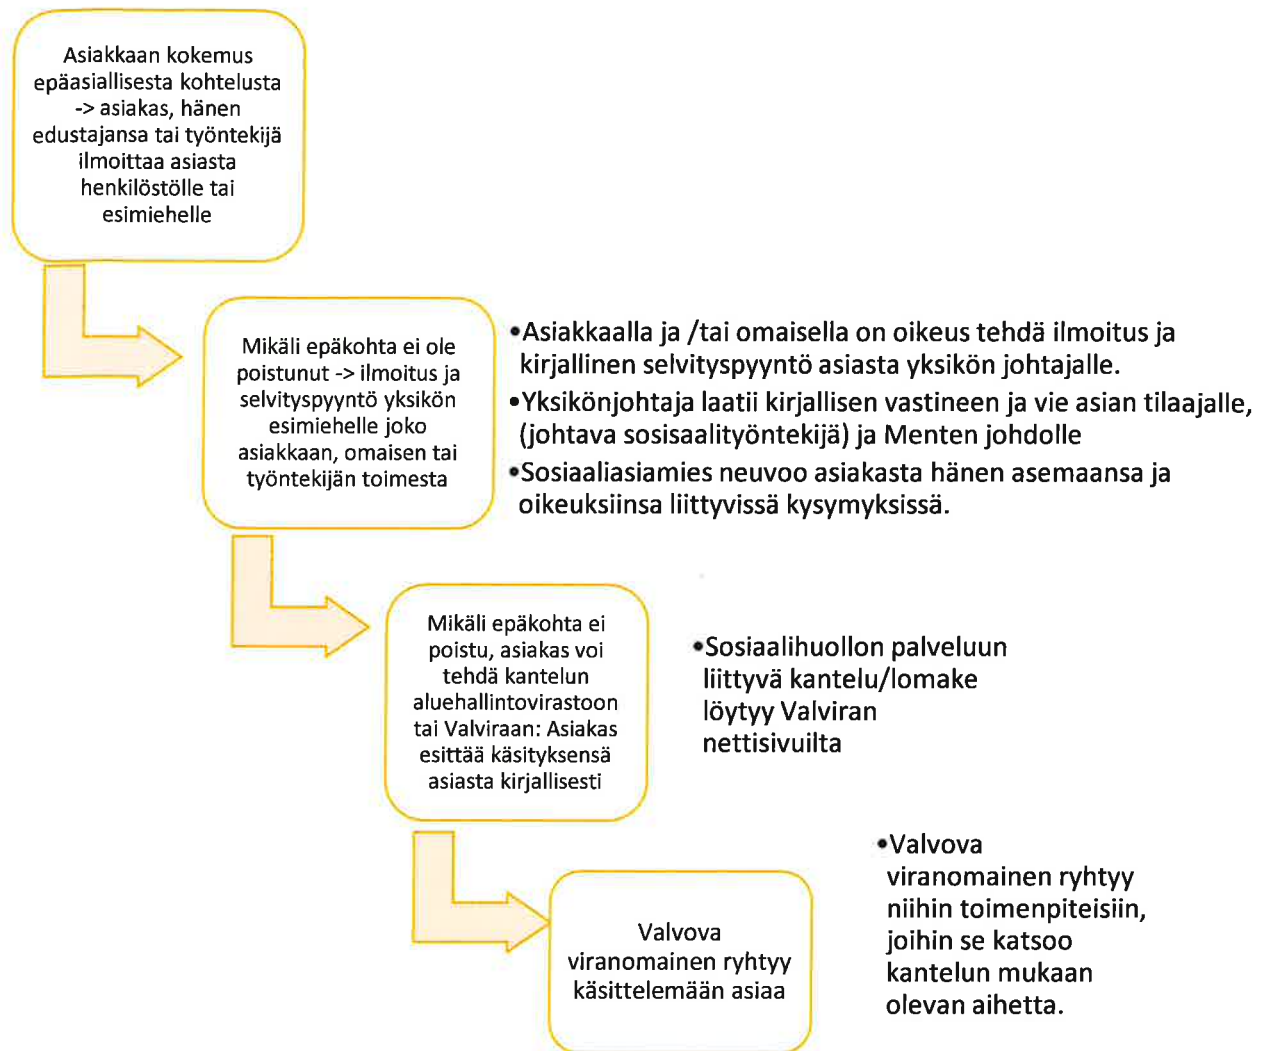 Asiakkaan kokemus
epäasiallisesta kohtelusta
-> asiakas, hänen
edustajansa tai työntekijä
ilmoittaa asiasta
henkilöstölle tai
esimiehelle
Mikäli epäkohta ei ole
poistunut -> ilmoitus ja
selvityspyyntö yksikön
esimiehelle joko
asiakkaan, omaisen tai
työntekijän toimesta
•Asiakkaalla ja /tai omaisella on oikeus tehdä ilmoitus ja
kirjallinen selvityspyyntö asiasta yksikön johtajalle.
•Yksikönjohtaja laatii kirjallisen vastineen ja vie asian tilaajalle,
(johtava sosisaalityöntekijä) ja Menten johdolle
•Sosiaaliasiamies neuvoo asiakasta hänen asemaansa ja
oikeuksiinsa liittyvissä kysymyksissä.
Mikäli epäkohta ei
poistu, asiakas voi
tehdä kantelun
aluehallintovirastoon
tai Valviraan: Asiakas
esittää käsityksensä
asiasta kirjallisesti
•Sosiaalihuollon palveluun
liittyvä kantelu/lomake
löytyy Valviran
nettisivuilta
Valvova
viranomainen ryhtyy
käsittelemään asiaa
•Valvova
viranomainen ryhtyy
niihin toimenpiteisiin,
joihin se katsoo
kantelun mukaan
olevan aihetta.